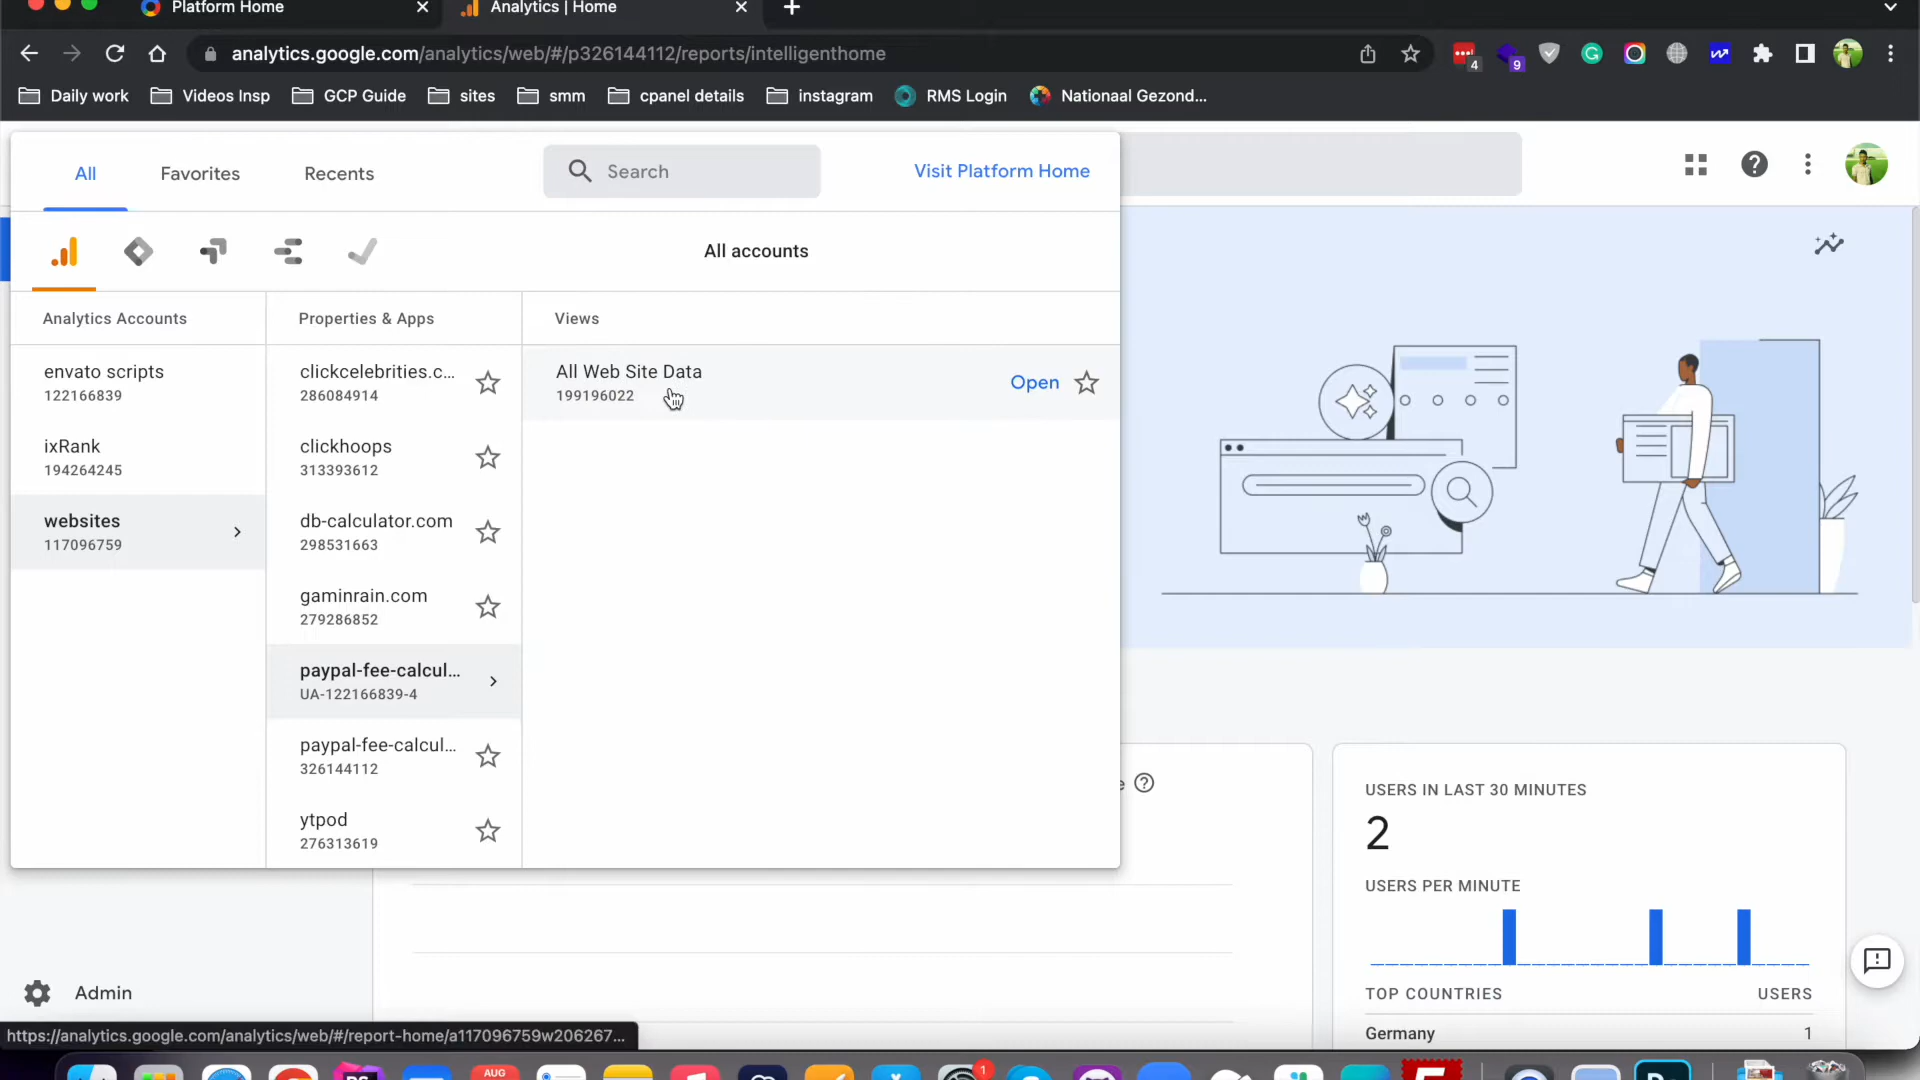 Platform Home
Analytics | Home
analytics.google.com/analytics/web/#/p326144112/reports/intelligenthome
4
9
Daily work
Videos Insp
GCP Guide
sites
smm
cpanel details
instagram
RMS Login
Nationaal Gezond...
All
Favorites
Recents
Search
Visit Platform Home
All accounts
Analytics Accounts
Properties & Apps
Views
envato scripts
122166839
ixRank
194264245
websites
117096759
clickcelebrities.c...
286084914
clickhoops
313393612
db-calculator.com
298531663
gaminrain.com
279286852
paypal-fee-calcul...
UA-122166839-4
paypal-fee-calcul...
326144112
ytpod
276313619
All Web Site Data
199196022
Open
USERS IN LAST 30 MINUTES
2
USERS PER MINUTE
TOP COUNTRIES
USERS
Germany
1
Admin
https://analytics.google.com/analytics/web/#/report-home/a117096759w206267...
AUG
1